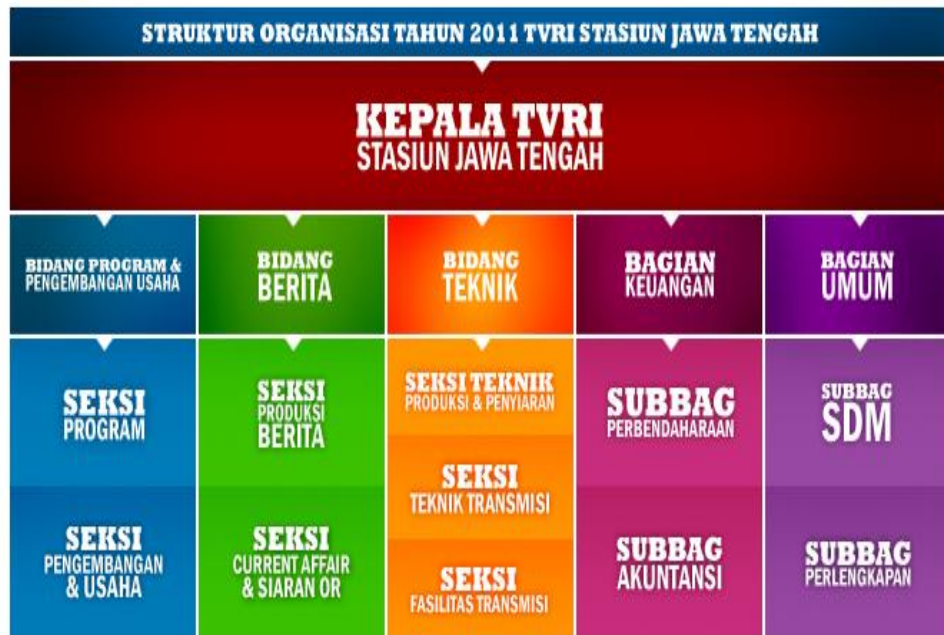 STRUKTUR ORGANISASI TAHUN 2011 TVRI STASIUN JAWA TENGAH
KEPALA TVRI
STASIUN JAWA TENGAH
BIDANG PROGRAM &
PENGEMBANGAN USAHA
BIDANG
BERITA
BIDANG
TEKNIK
BAGIAN
KEUANGAN
BAGIAN
UMUM
SEKSI
PROGRAM
SEKSI
PRODUKSI
BERITA
SEKSI TEKNIK
PRODUKSI & PENYIARAN
SUBBAG
PERBENDAHARAAN
SUBBAG
SDM
SEKSI
TEKNIK TRANSMISI
SEKSI
PENGEMBANGAN
& USAHA
SEKSI
CURRENT AFFAIR
& SIARAN OR
SEKSI
FASILITAS TRANSMISI
SUBBAG
AKUNTANSI
SUBBAG
PERLENGKAPAN